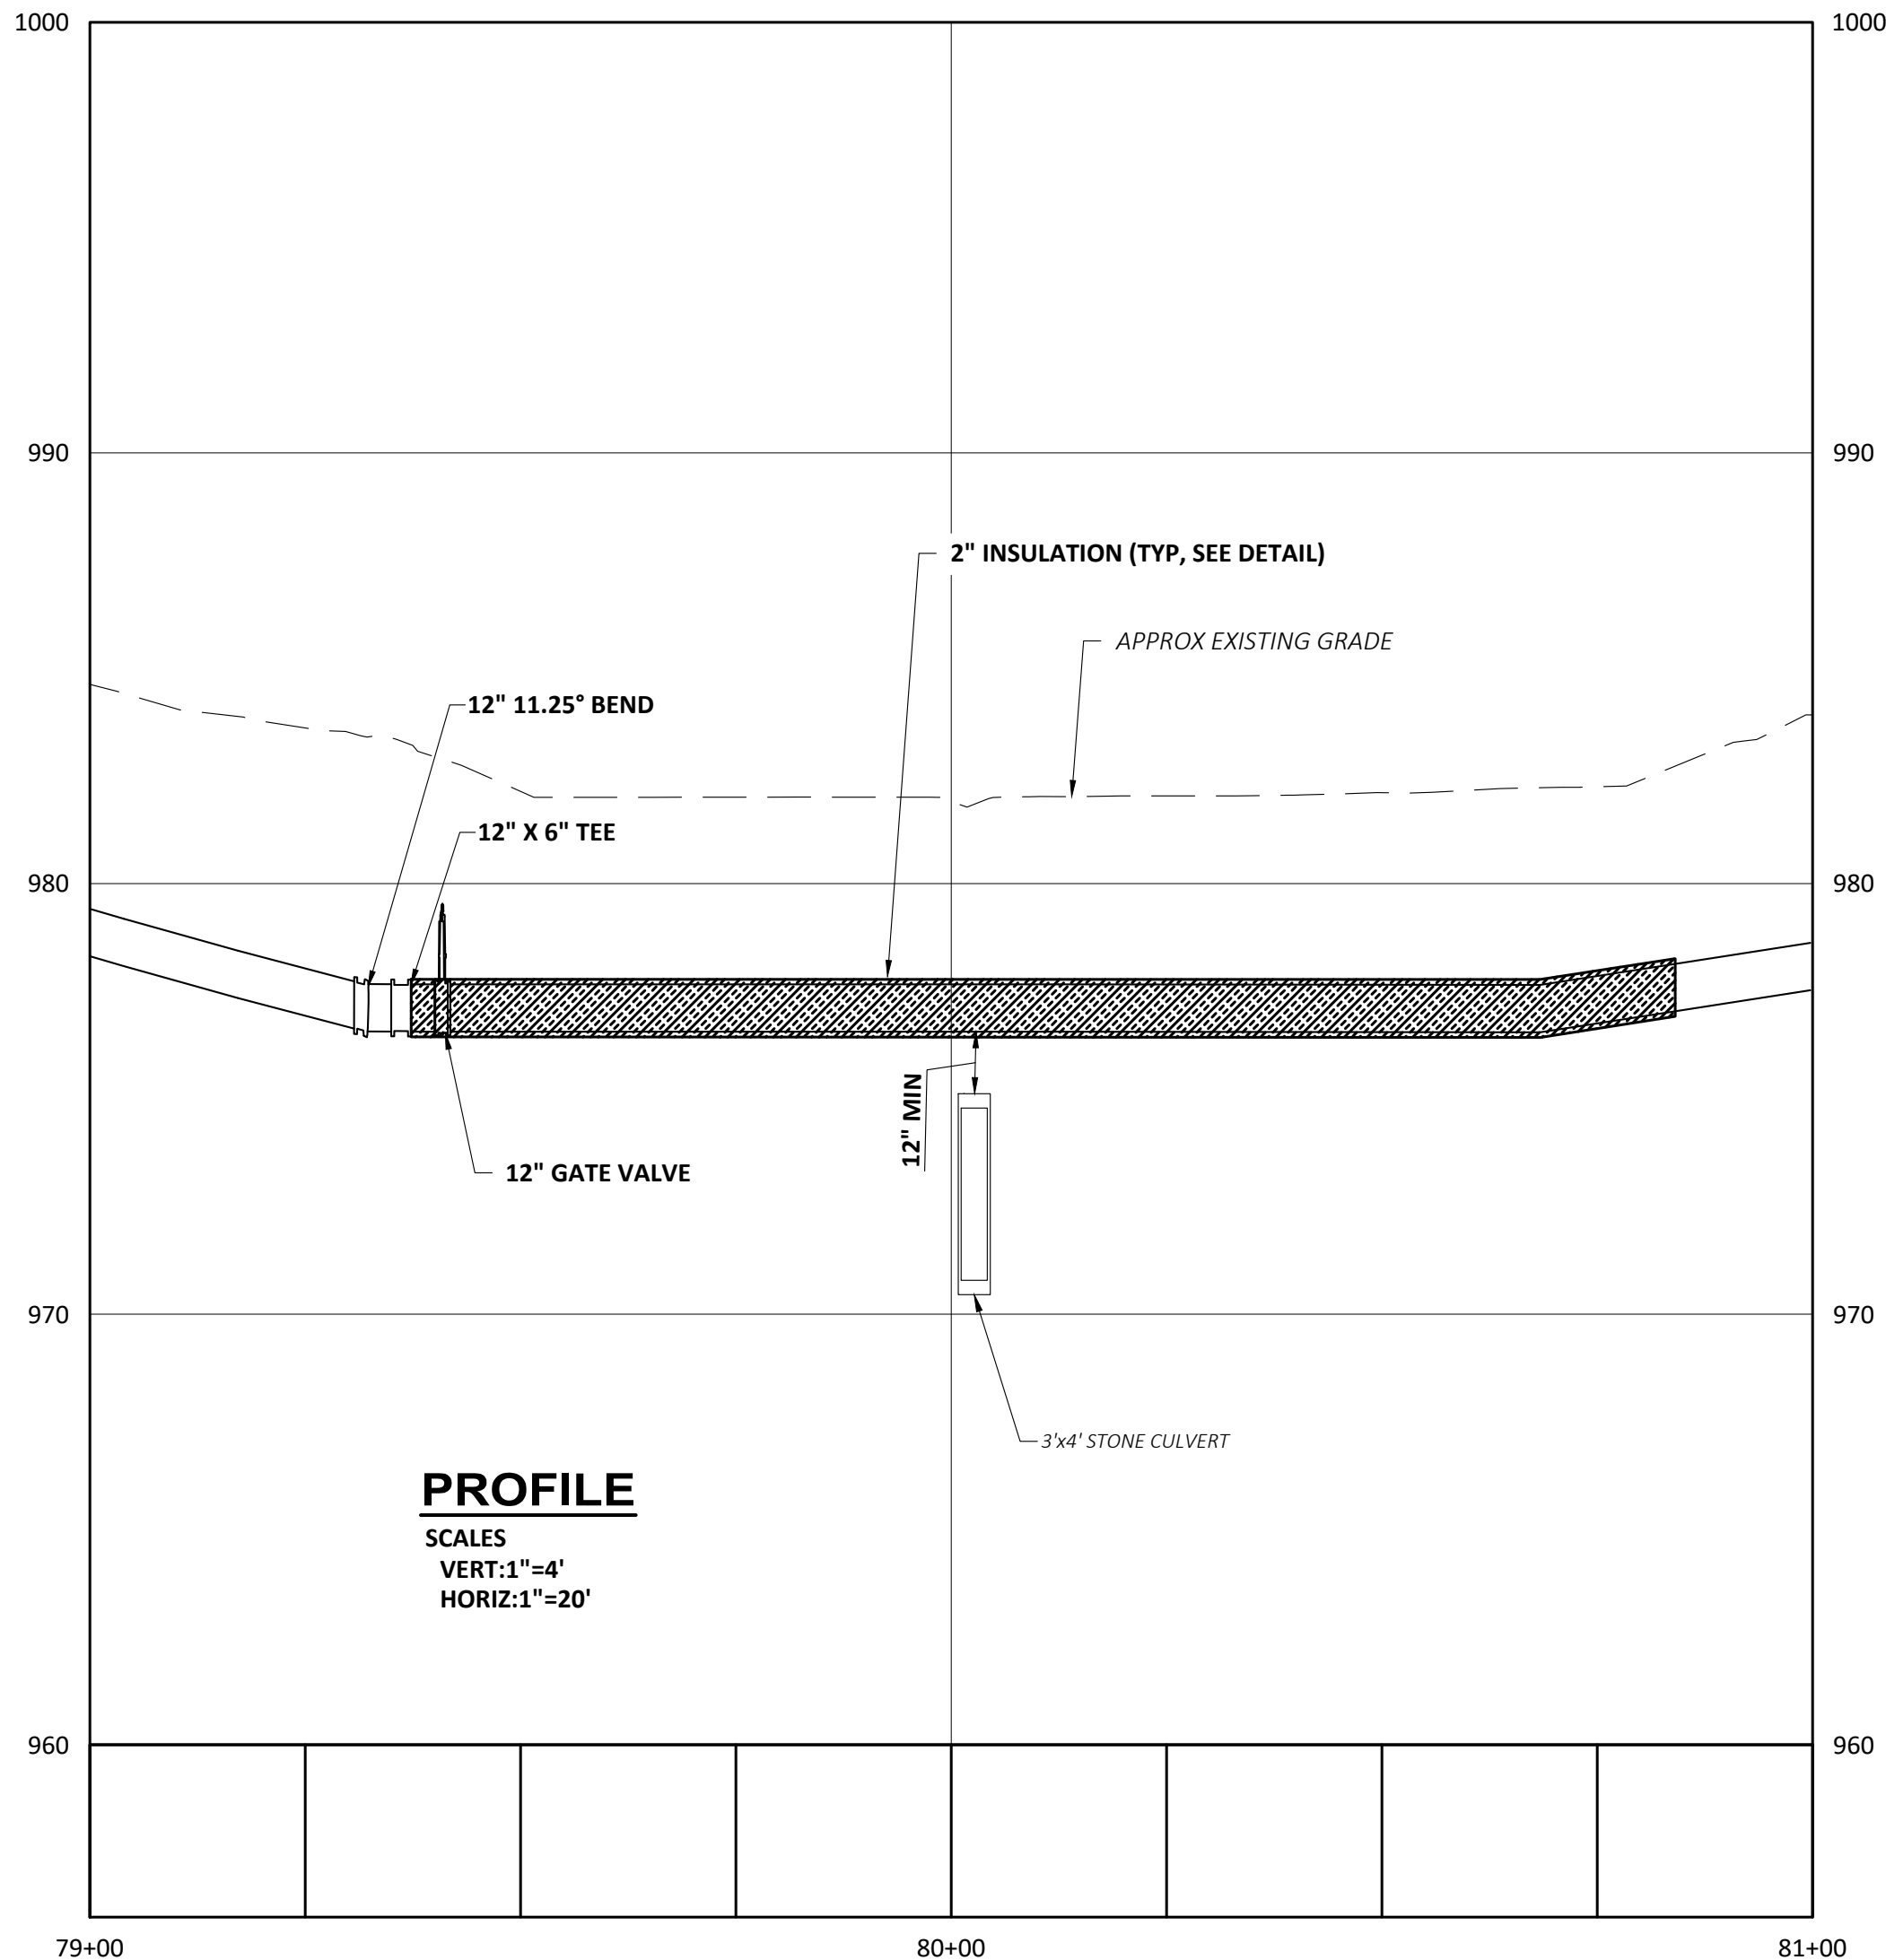 1000
1000
990
990
2" INSULATION (TYP, SEE DETAIL)
APPROX EXISTING GRADE
12" 11.25° BEND
12" X 6" TEE
980
980
12" MIN
12" GATE VALVE
970
970
3'x4' STONE CULVERT
PROFILE
SCALES
VERT:1"=4'
HORIZ:1"=20'
960
960
79+00
80+00
81+00